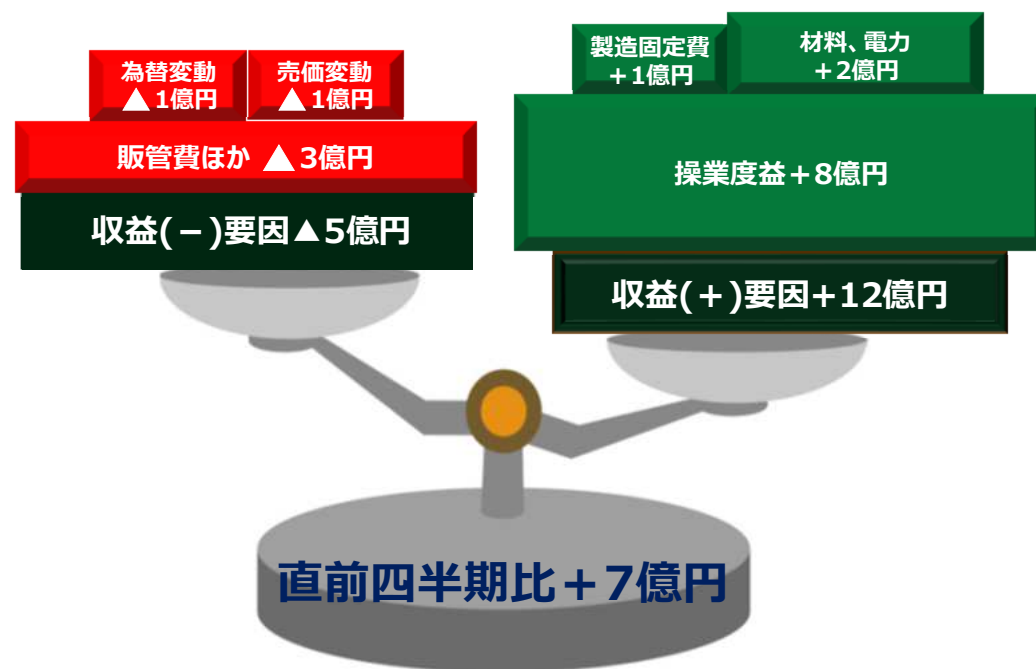 為替変動
▲ 1億円
売価変動
▲ 1億円
販管費ほか ▲ 3億円
収益(－)要因▲5億円
製造固定費
＋1億円
材料、電力
＋2億円
操業度益＋8億円
収益(＋)要因+12億円
直前四半期比＋7億円